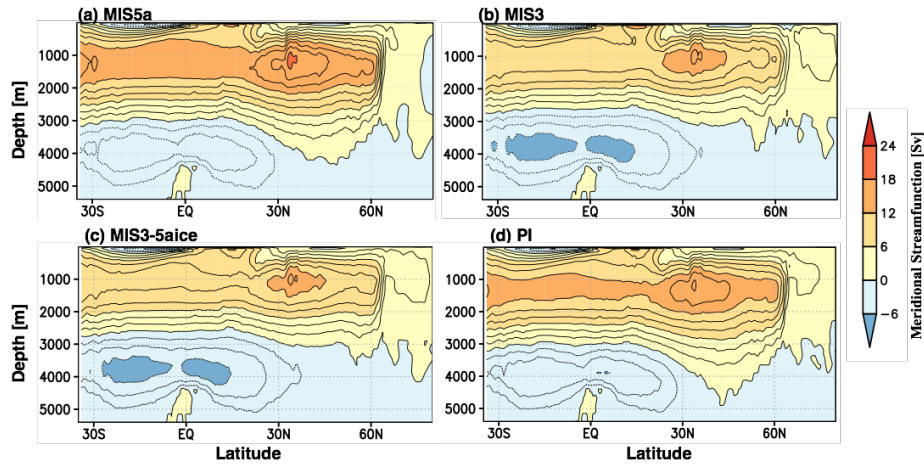 (a) MIS5a
(b) MIS3
Depth [m]
1000
2000
3000
4000
5000
30S EQ 30N 60N
1000
2000
3000
4000
5000
30S EQ 30N 60N
(c) MIS3-5aice
(d) PI
Depth [m]
1000
2000
3000
4000
5000
30S EQ 30N 60N
Latitude
1000
2000
3000
4000
5000
30S EQ 30N 60N
Latitude
24
18
12
6
0
−6
Meridional Streatrefunction [Sv]